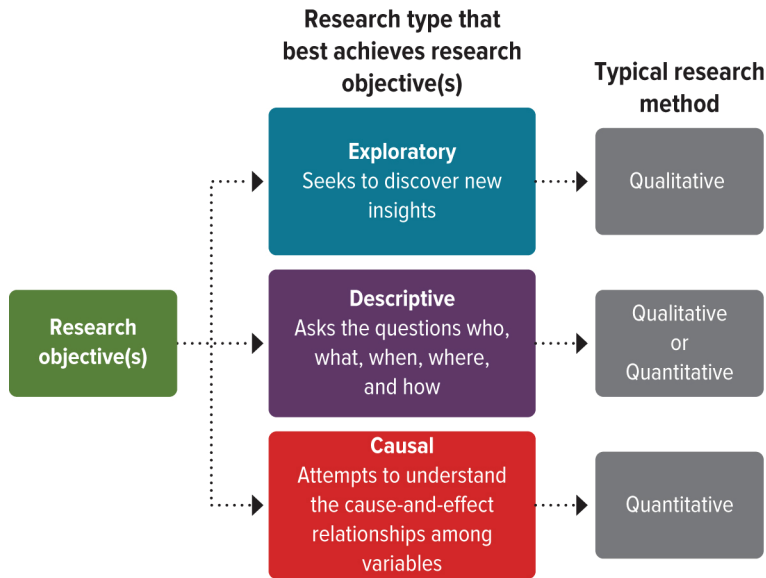 Research type that
best achieves research
objective(s)
Typical research
method
Research
objective(s)
Exploratory
Seeks to discover new
insights
Qualitative
Descriptive
Asks the questions who,
what, when, where,
and how
Qualitative
or
Quantitative
Causal
Attempts to understand
the cause-and-effect
relationships among
variables
Quantitative